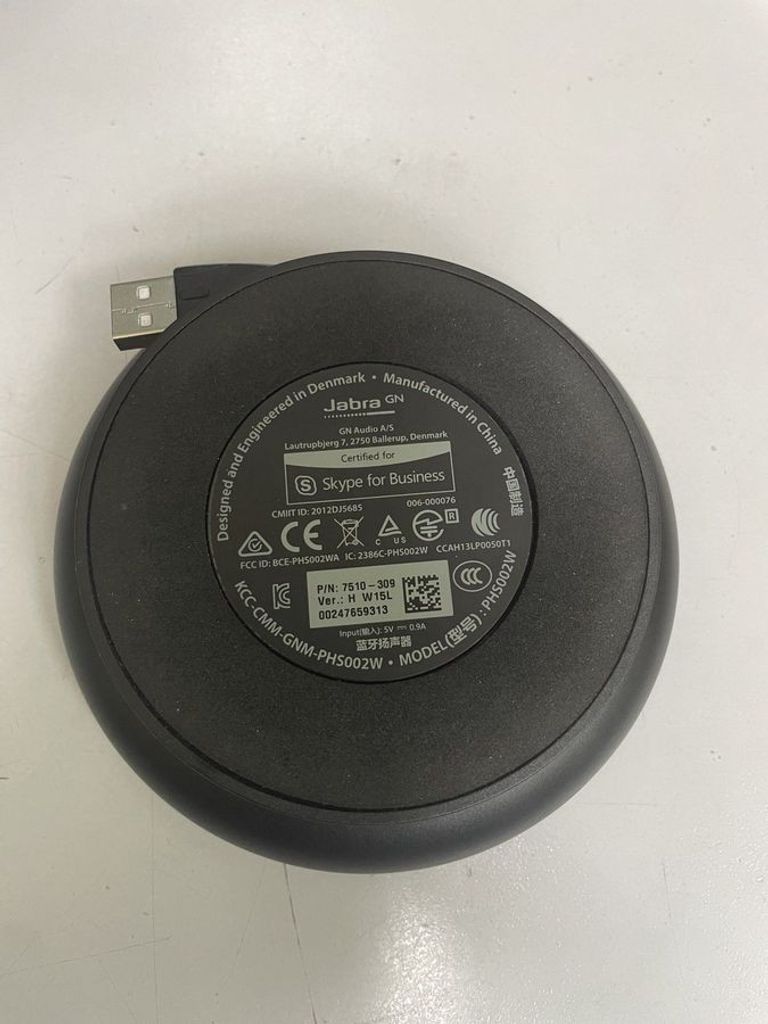 Designed and Engineered in Denmark • Manufactured in China 中国制造
Jabra GN
GN Audio A/S
Lautrupbjerg 7, 2750 Ballerup, Denmark
Certified for
S Skype for Business
CMIIT ID: 2012DJ5685
006-000076
CE
C US
R
FCC ID: BCE-PHS002WA IC: 2386C-PHS002W CCAH13LP0050T1
P/N: 7510-309
Ver.: H W15L
00247659313
Input(输入): 5V ⎓ 0.9A
蓝牙扬声器
KCC-CMM-GNM-PHS002W • MODEL(型号): PHS002W